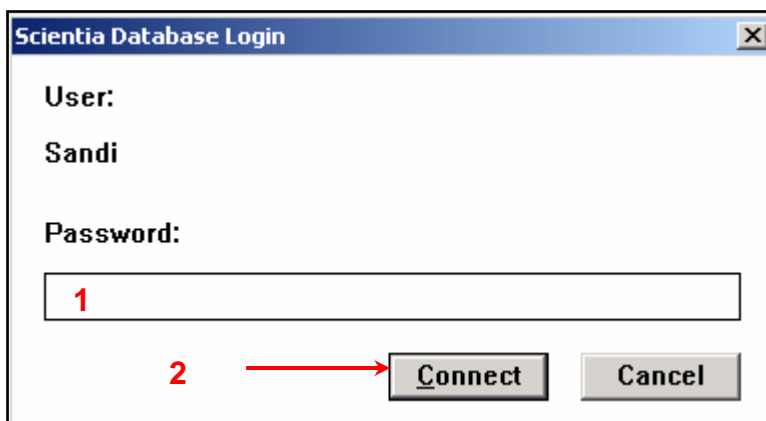 Scientia Database Login
User:
Sandi
Password:
1
2 Connect Cancel